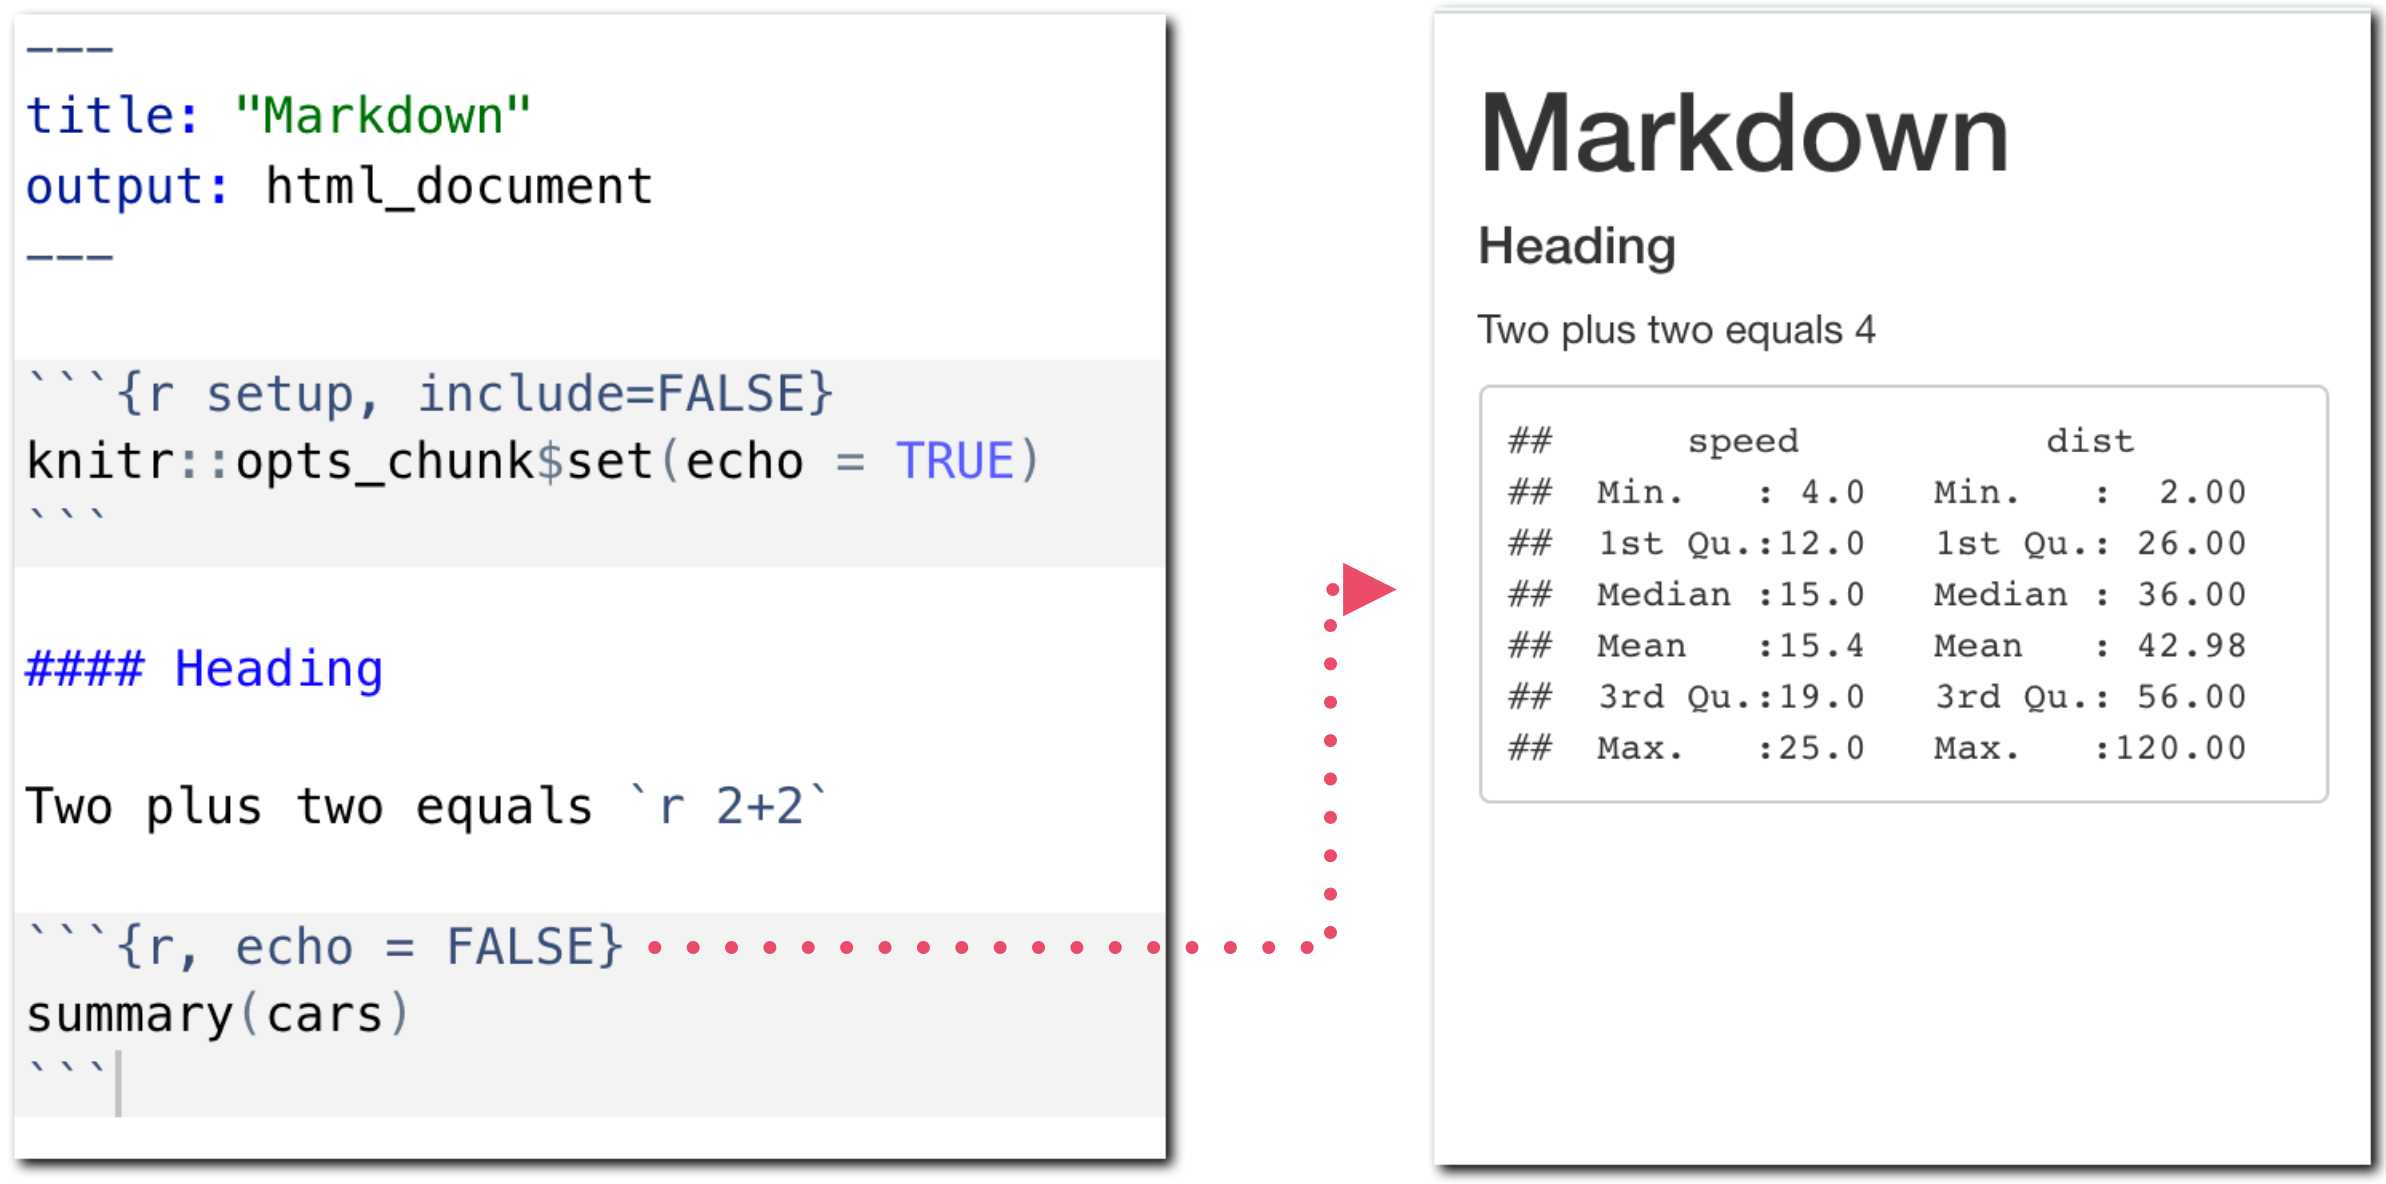 ---
title: "Markdown"
output: html_document
---
```{r setup, include=FALSE}
knitr::opts_chunk$set(echo = TRUE)
```
#### Heading
Two plus two equals `r 2+2`
```{r, echo = FALSE}
summary(cars)
```
Markdown
Heading
Two plus two equals 4
##      speed           dist
##  Min.   : 4.0   Min.   :  2.00
##  1st Qu.:12.0   1st Qu.: 26.00
##  Median :15.0   Median : 36.00
##  Mean   :15.4   Mean   : 42.98
##  3rd Qu.:19.0   3rd Qu.: 56.00
##  Max.   :25.0   Max.   :120.00